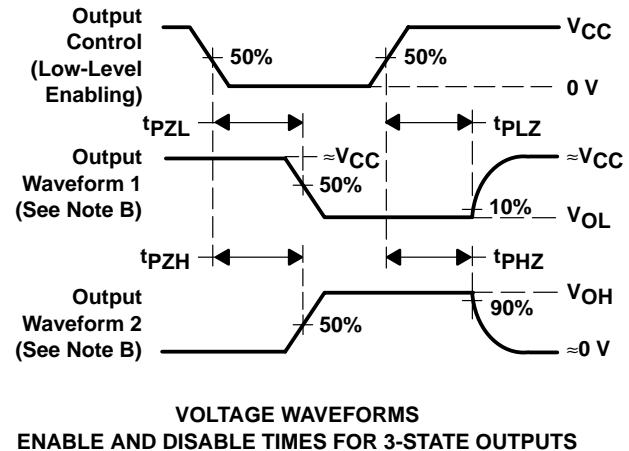 Output
Control
(Low-Level
Enabling)
50%
50%
VCC
0 V
tPZL
tPLZ
Output
Waveform 1
(See Note B)
≈VCC
50%
≈VCC
10%
VOL
tPZH
tPHZ
Output
Waveform 2
(See Note B)
50%
VOH
90%
≈0 V
VOLTAGE WAVEFORMS
ENABLE AND DISABLE TIMES FOR 3-STATE OUTPUTS